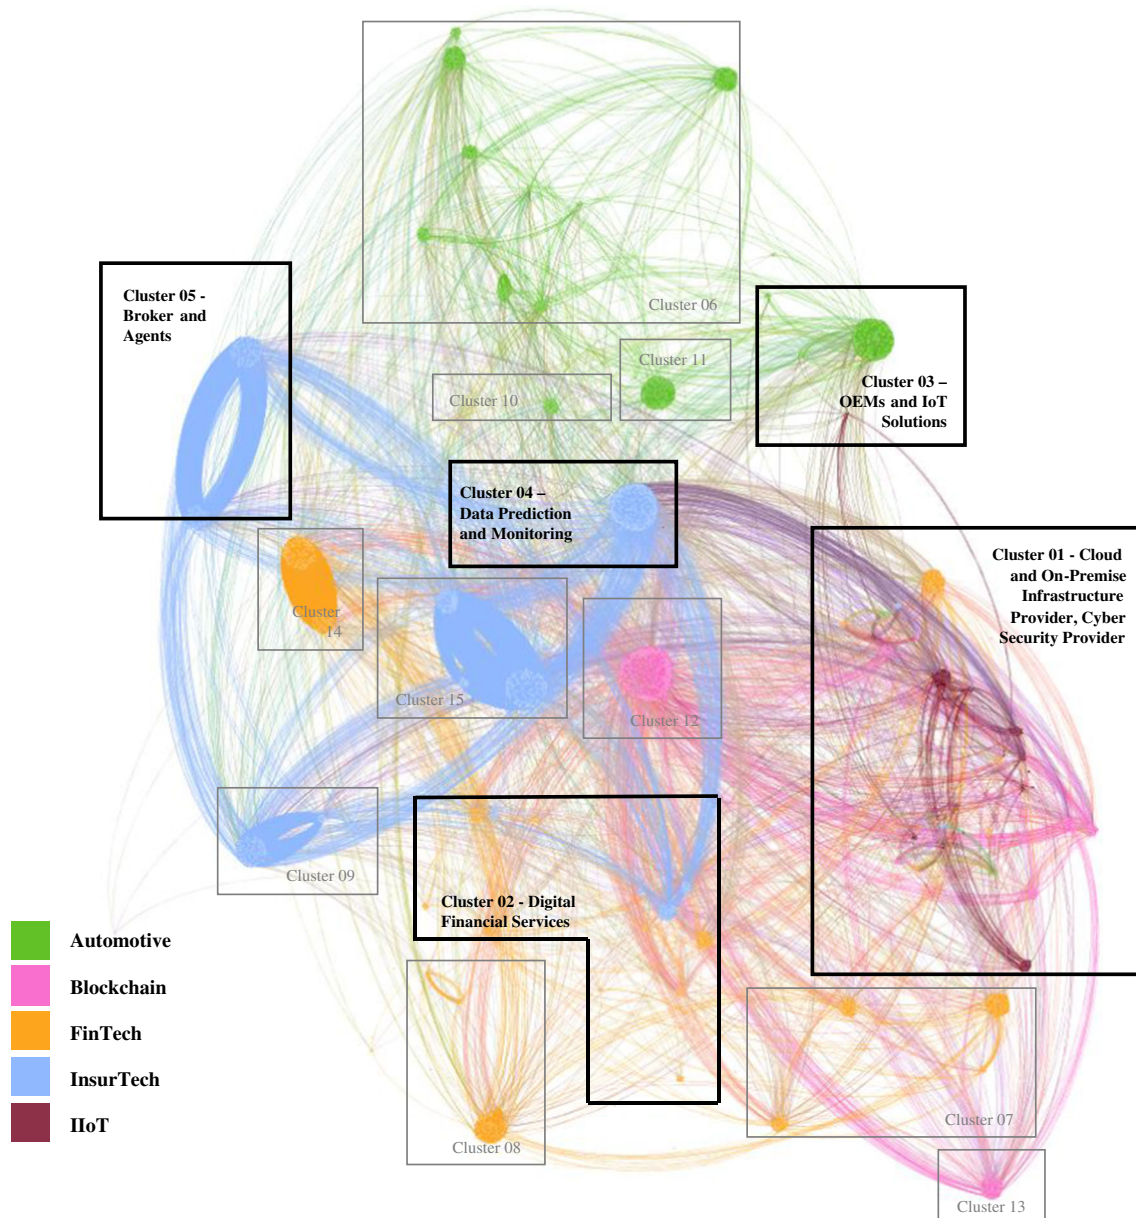 Cluster 06
Cluster 05 -
Broker and
Agents
Cluster 11
Cluster 03 –
OEMs and IoT
Solutions
Cluster 10
Cluster 04 –
Data Prediction
and Monitoring
Cluster 01 - Cloud
and On-Premise
Infrastructure
Provider, Cyber
Security Provider
Cluster
14
Cluster 15
Cluster 12
Cluster 09
Cluster 02 - Digital
Financial Services
Automotive
Blockchain
FinTech
InsurTech
IIoT
Cluster 07
Cluster 08
Cluster 13